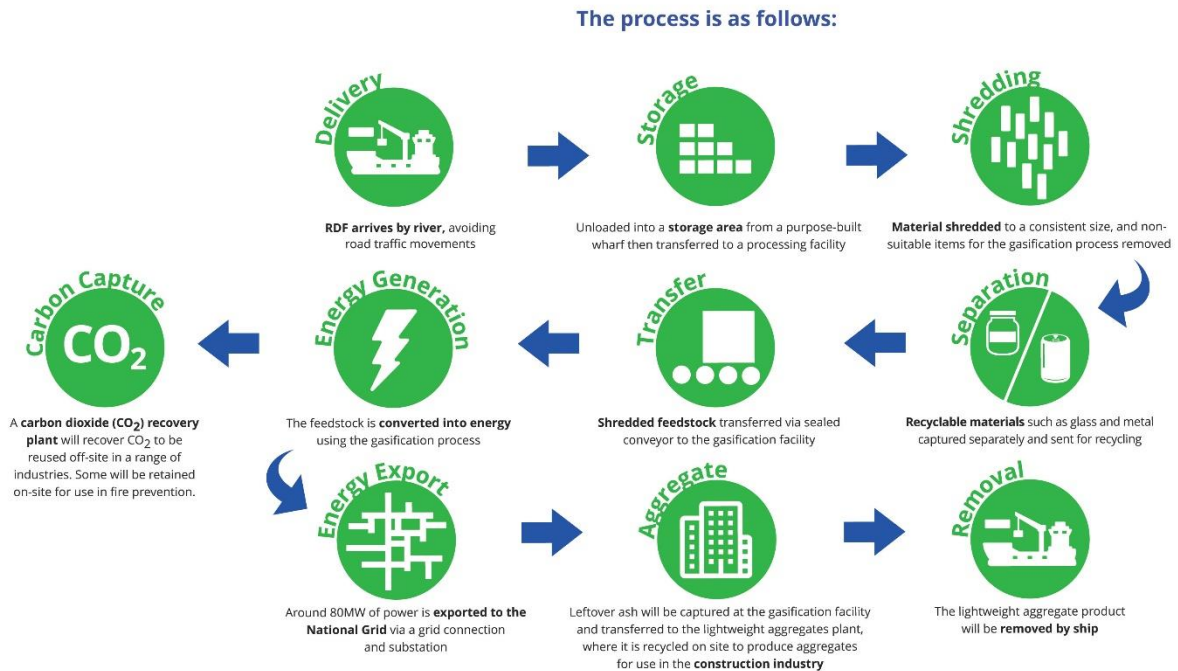 The process is as follows:
Delivery
RDF arrives by river, avoiding
road traffic movements
Storage
Unloaded into a storage area from a purpose-built
wharf then transferred to a processing facility
Shredding
Material shredded to a consistent size, and non-
suitable items for the gasification process removed
Separation
Recyclable materials such as glass and metal
captured separately and sent for recycling
Transfer
Shredded feedstock transferred via sealed
conveyor to the gasification facility
Energy Generation
The feedstock is converted into energy
using the gasification process
Carbon Capture
CO₂
A carbon dioxide (CO₂) recovery
plant will recover CO₂ to be
reused off-site in a range of
industries. Some will be retained
on-site for use in fire prevention.
Energy Export
Around 80MW of power is exported to the
National Grid via a grid connection
and substation
Aggregate
Leftover ash will be captured at the gasification facility
and transferred to the lightweight aggregates plant,
where it is recycled on site to produce aggregates
for use in the construction industry
Removal
The lightweight aggregate product
will be removed by ship